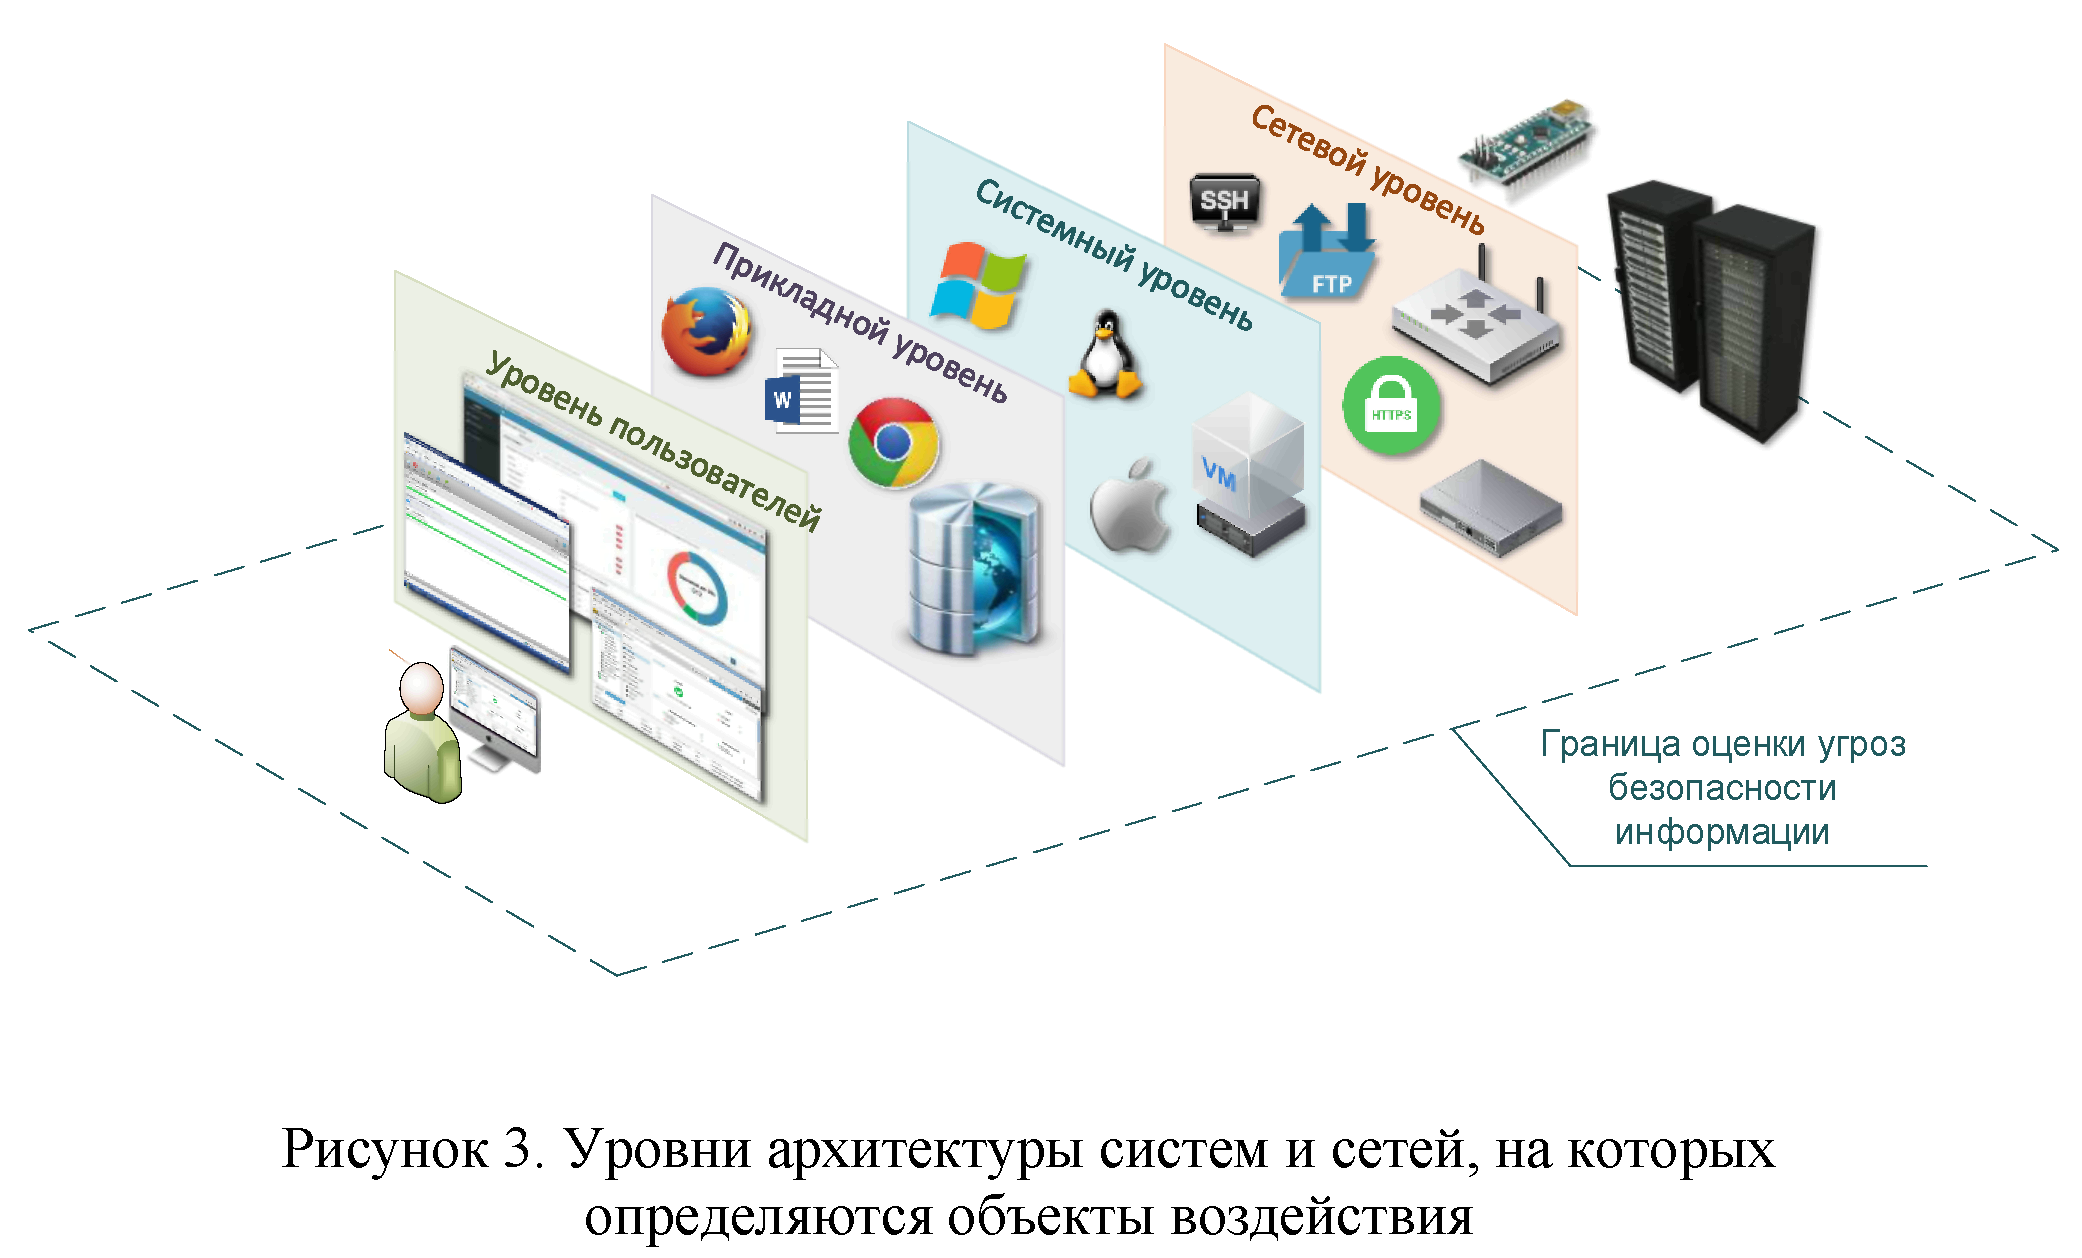 Сетевой уровень
SSH
FTP
HTTPS
Системный уровень
VM
Прикладной уровень
W
Уровень пользователей
Граница оценки угроз
безопасности
информации
Рисунок 3. Уровни архитектуры систем и сетей, на которых
определяются объекты воздействия